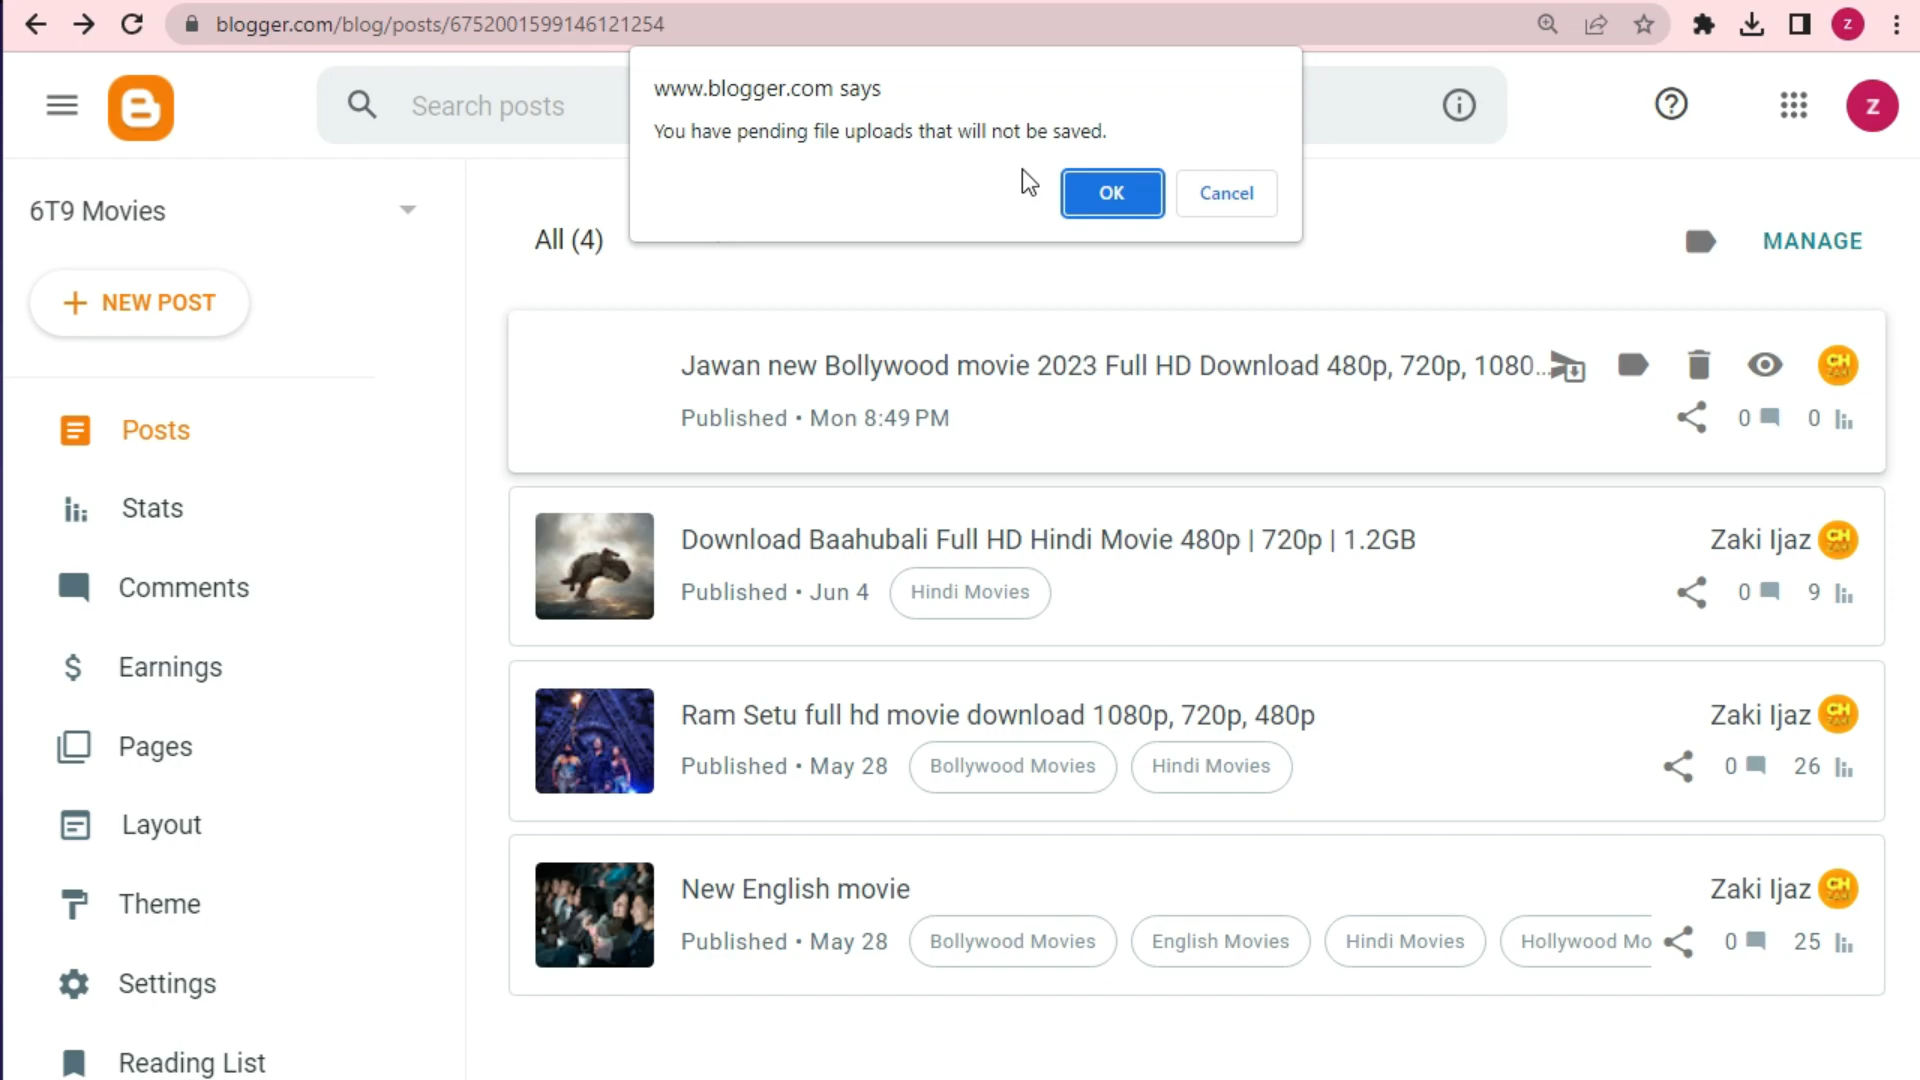 blogger.com/blog/posts/6752001599146121254
z
www.blogger.com says
You have pending file uploads that will not be saved.
OK
Cancel
Search posts
z
6T9 Movies
All (4)
MANAGE
NEW POST
Posts
Stats
Comments
Earnings
Pages
Layout
Theme
Settings
Reading List
Jawan new Bollywood movie 2023 Full HD Download 480p, 720p, 1080...
Published • Mon 8:49 PM
0
0
Download Baahubali Full HD Hindi Movie 480p | 720p | 1.2GB
Zaki Ijaz
Published • Jun 4
Hindi Movies
0
9
Ram Setu full hd movie download 1080p, 720p, 480p
Zaki Ijaz
Published • May 28
Bollywood Movies
Hindi Movies
0
26
New English movie
Zaki Ijaz
Published • May 28
Bollywood Movies
English Movies
Hindi Movies
Hollywood Mo
0
25